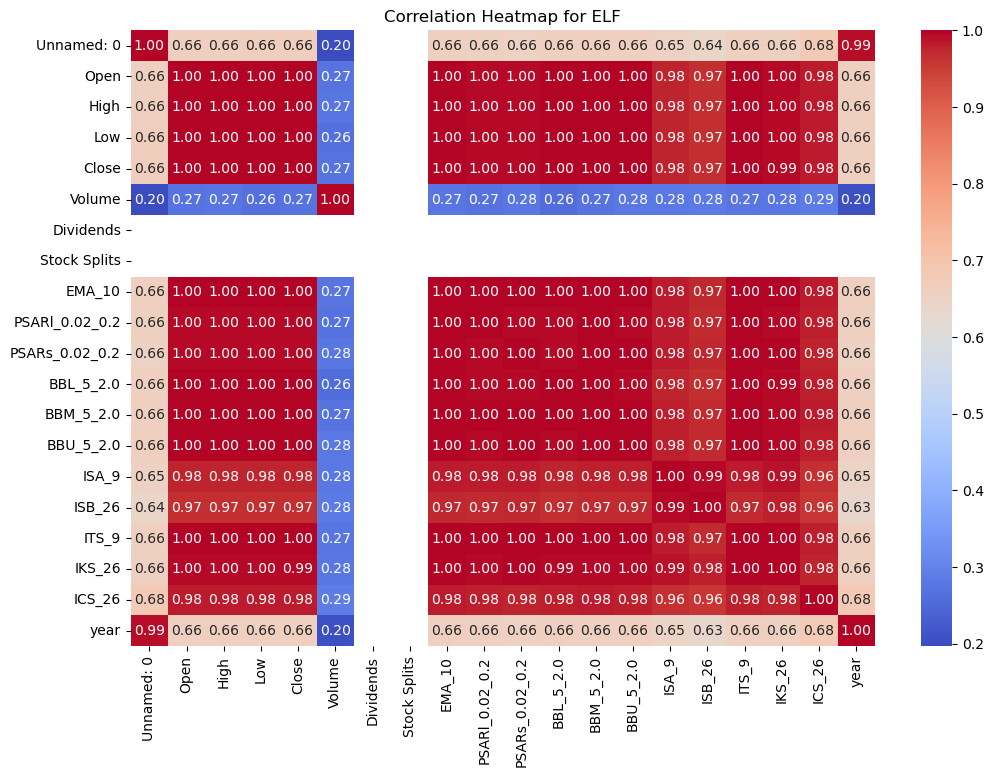 Correlation Heatmap for ELF
Unnamed: 0 1.00 0.66 0.66 0.66 0.66 0.20 0.66 0.66 0.66 0.66 0.66 0.66 0.65 0.64 0.66 0.66 0.68 0.99
Open 0.66 1.00 1.00 1.00 1.00 0.27 1.00 1.00 1.00 1.00 1.00 1.00 0.98 0.97 1.00 1.00 0.98 0.66
High 0.66 1.00 1.00 1.00 1.00 0.27 1.00 1.00 1.00 1.00 1.00 1.00 0.98 0.97 1.00 1.00 0.98 0.66
Low 0.66 1.00 1.00 1.00 1.00 0.26 1.00 1.00 1.00 1.00 1.00 1.00 0.98 0.97 1.00 1.00 0.98 0.66
Close 0.66 1.00 1.00 1.00 1.00 0.27 1.00 1.00 1.00 1.00 1.00 1.00 0.98 0.97 1.00 0.99 0.98 0.66
Volume 0.20 0.27 0.27 0.26 0.27 1.00 0.27 0.27 0.28 0.26 0.27 0.28 0.28 0.28 0.27 0.28 0.29 0.20
Dividends
Stock Splits
EMA_10 0.66 1.00 1.00 1.00 1.00 0.27 1.00 1.00 1.00 1.00 1.00 1.00 0.98 0.97 1.00 1.00 0.98 0.66
PSARl_0.02_0.2 0.66 1.00 1.00 1.00 1.00 0.27 1.00 1.00 1.00 1.00 1.00 1.00 0.98 0.97 1.00 1.00 0.98 0.66
PSARs_0.02_0.2 0.66 1.00 1.00 1.00 1.00 0.28 1.00 1.00 1.00 1.00 1.00 1.00 0.98 0.97 1.00 1.00 0.98 0.66
BBL_5_2.0 0.66 1.00 1.00 1.00 1.00 0.26 1.00 1.00 1.00 1.00 1.00 1.00 0.98 0.97 1.00 0.99 0.98 0.66
BBM_5_2.0 0.66 1.00 1.00 1.00 1.00 0.27 1.00 1.00 1.00 1.00 1.00 1.00 0.98 0.97 1.00 1.00 0.98 0.66
BBU_5_2.0 0.66 1.00 1.00 1.00 1.00 0.28 1.00 1.00 1.00 1.00 1.00 1.00 0.98 0.97 1.00 1.00 0.98 0.66
ISA_9 0.65 0.98 0.98 0.98 0.98 0.28 0.98 0.98 0.98 0.98 0.98 0.98 1.00 0.99 0.98 0.99 0.96 0.65
ISB_26 0.64 0.97 0.97 0.97 0.97 0.28 0.97 0.97 0.97 0.97 0.97 0.97 0.99 1.00 0.97 0.98 0.96 0.63
ITS_9 0.66 1.00 1.00 1.00 1.00 0.27 1.00 1.00 1.00 1.00 1.00 1.00 0.98 0.97 1.00 1.00 0.98 0.66
IKS_26 0.66 1.00 1.00 1.00 0.99 0.28 1.00 1.00 1.00 0.99 1.00 1.00 0.99 0.98 1.00 1.00 0.98 0.66
ICS_26 0.68 0.98 0.98 0.98 0.98 0.29 0.98 0.98 0.98 0.98 0.98 0.98 0.96 0.96 0.98 0.98 1.00 0.68
year 0.99 0.66 0.66 0.66 0.66 0.20 0.66 0.66 0.66 0.66 0.66 0.66 0.65 0.63 0.66 0.66 0.68 1.00
Unnamed: 0
Open
High
Low
Close
Volume
Dividends
Stock Splits
EMA_10
PSARl_0.02_0.2
PSARs_0.02_0.2
BBL_5_2.0
BBM_5_2.0
BBU_5_2.0
ISA_9
ISB_26
ITS_9
IKS_26
ICS_26
year
1.0
0.9
0.8
0.7
0.6
0.5
0.4
0.3
0.2